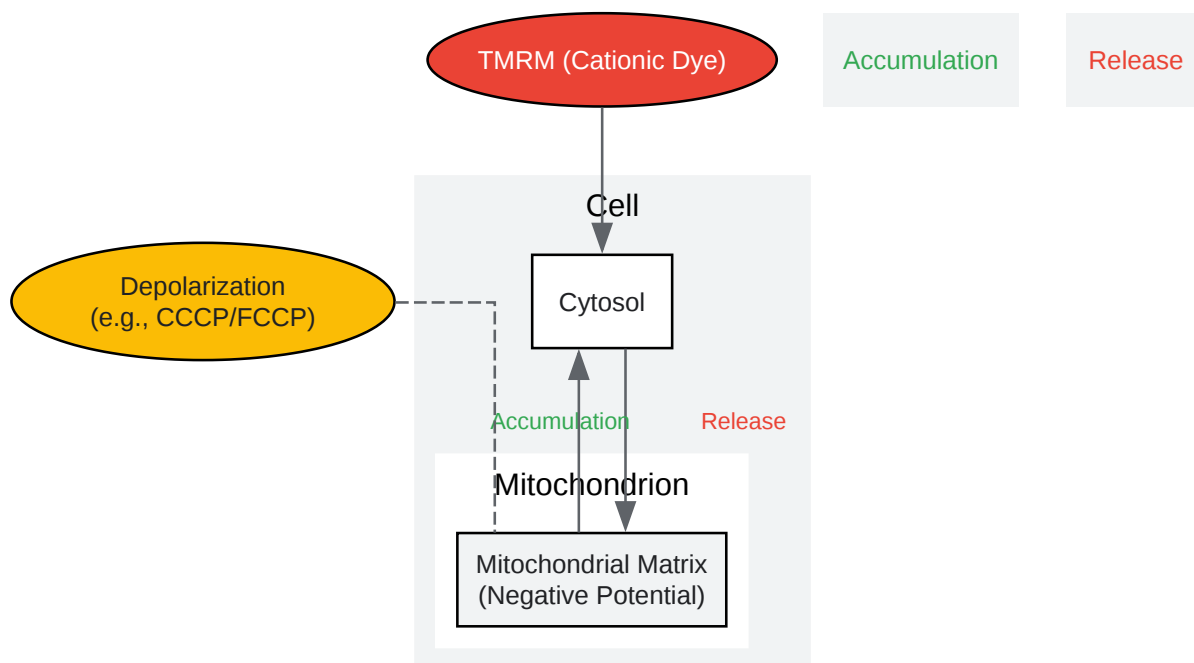 TMRM (Cationic Dye)
Accumulation
Release
Cell
Depolarization
(e.g., CCCP/FCCP)
Cytosol
Accumulation
Release
Mitochondrion
Mitochondrial Matrix
(Negative Potential)